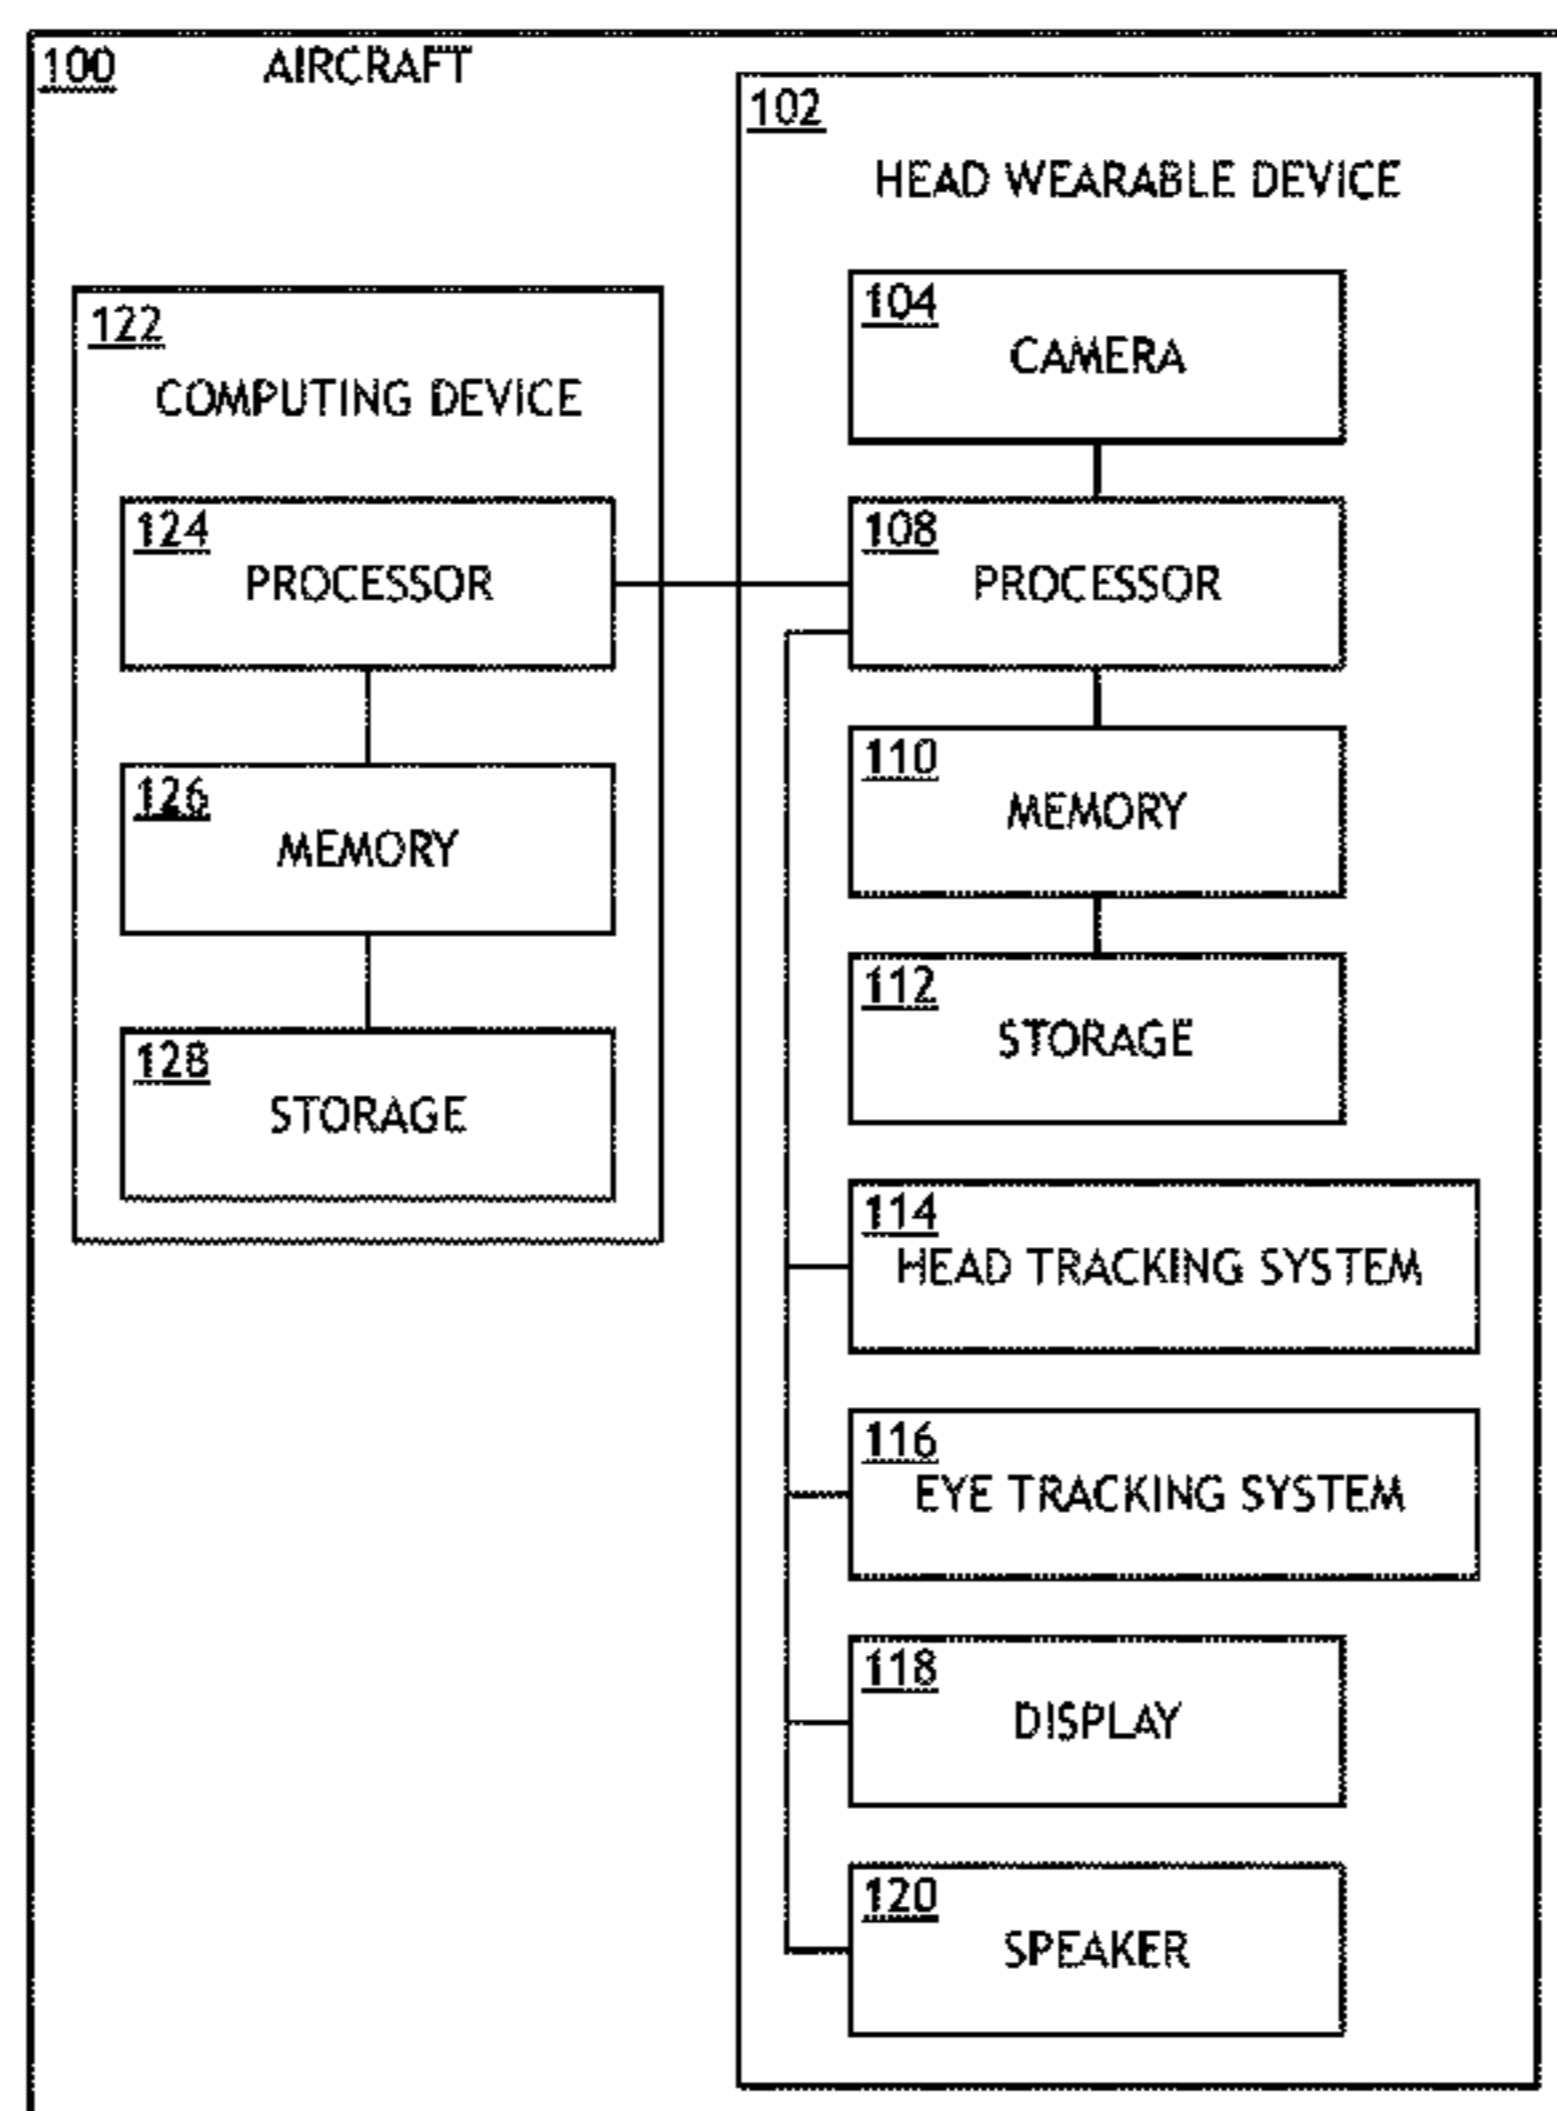 100 AIRCRAFT
102
HEAD WEARABLE DEVICE
122
COMPUTING DEVICE
124
PROCESSOR
126
MEMORY
128
STORAGE
104
CAMERA
108
PROCESSOR
110
MEMORY
112
STORAGE
114
HEAD TRACKING SYSTEM
116
EYE TRACKING SYSTEM
118
DISPLAY
120
SPEAKER